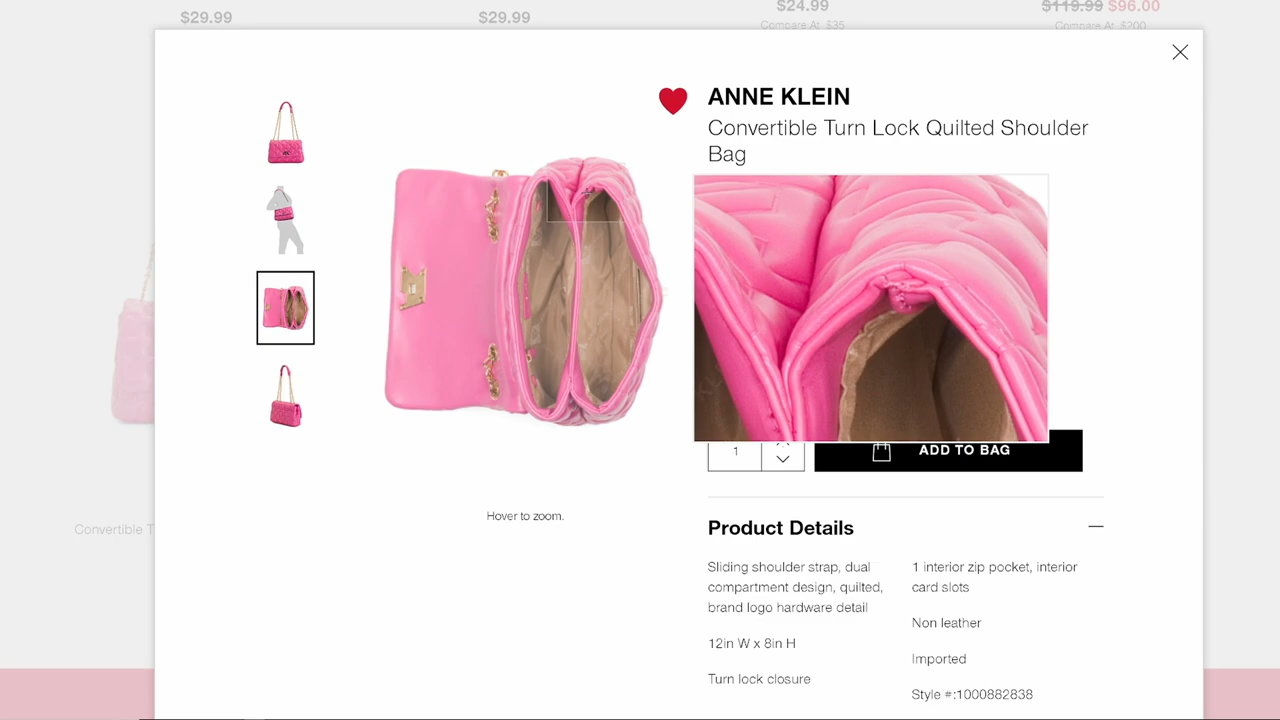 $29.99
$29.99
$24.99
Compare At $35
$119.99 $96.00
Compare At $200
ANNE KLEIN
Convertible Turn Lock Quilted Shoulder
Bag
1
ADD TO BAG
Hover to zoom.
Convertible T
Product Details
Sliding shoulder strap, dual
compartment design, quilted,
brand logo hardware detail
12in W x 8in H
Turn lock closure
1 interior zip pocket, interior
card slots
Non leather
Imported
Style #:1000882838